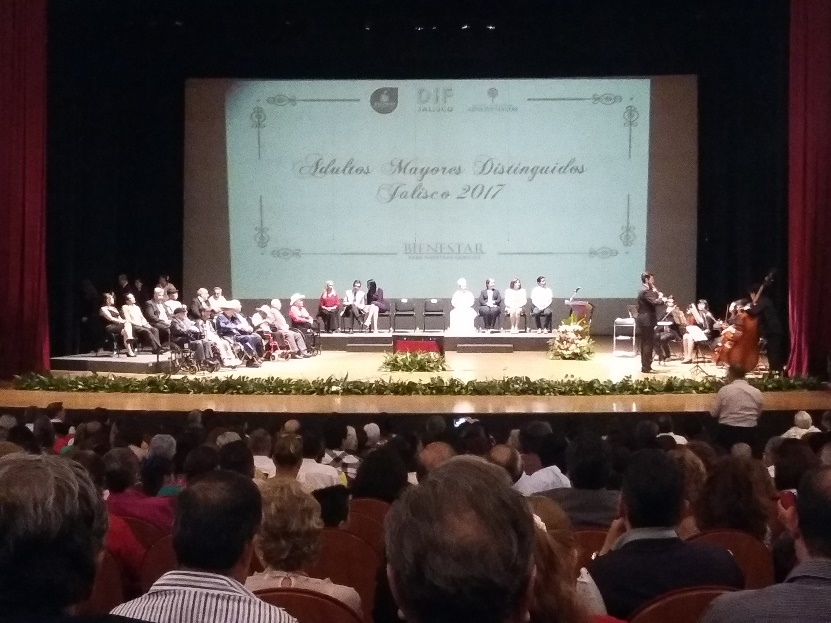 DIF
JALISCO
Adultos Mayores Distinguidos
Jalisco 2017
BIENESTAR